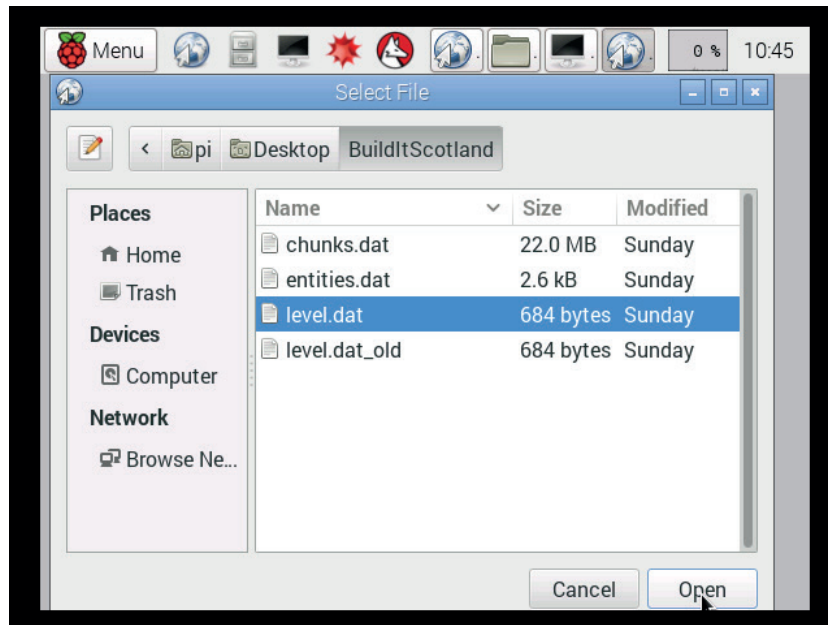 Menu 0 % 10:45
Select File
pi Desktop BuildItScotland
Places
Home
Trash
Devices
Computer
Network
Browse Ne...
Name Size Modified
chunks.dat 22.0 MB Sunday
entities.dat 2.6 kB Sunday
level.dat 684 bytes Sunday
level.dat_old 684 bytes Sunday
Cancel Open